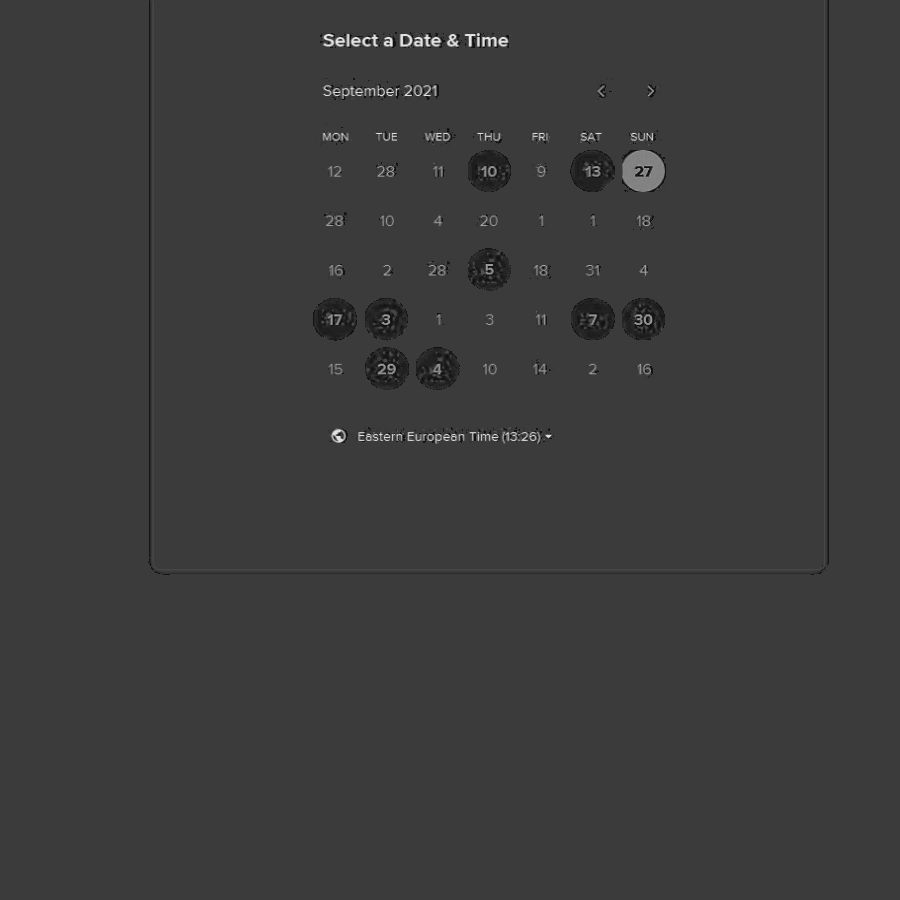 Select a Date & Time
September 2021
MON TUE WED THU FRI SAT SUN
12 28 11 10 9 13 27
28 10 4 20 1 1 18
16 2 28 5 18 31 4
17 3 1 3 11 7 30
15 29 4 10 14 2 16
Eastern European Time (13:26)